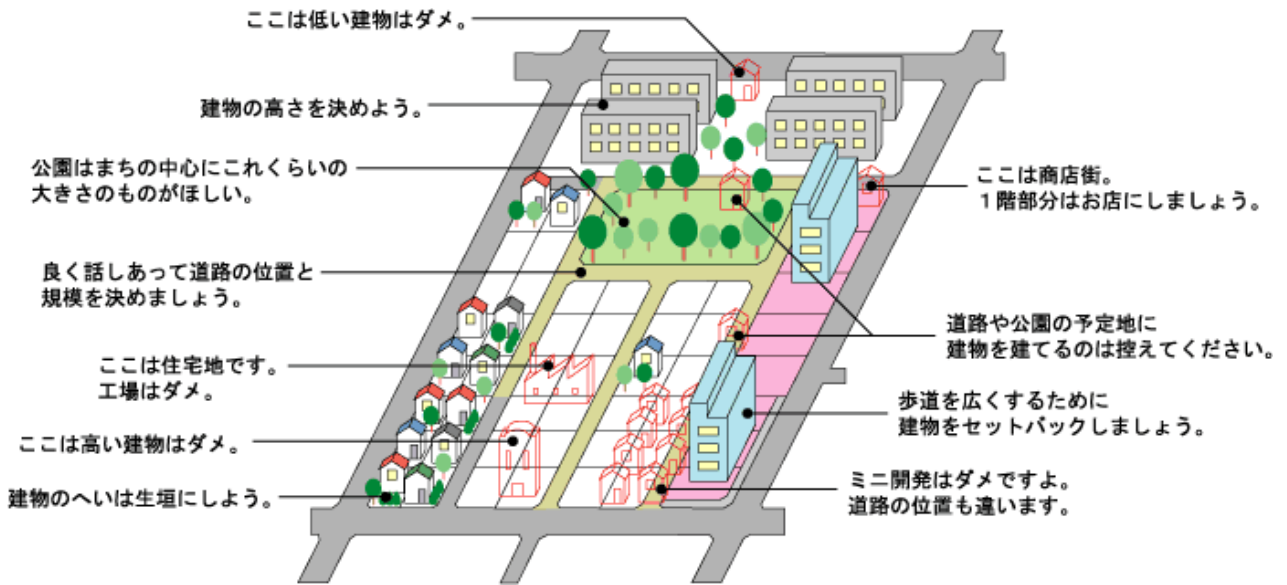 ここは低い建物はダメ。
建物の高さを決めよう。
公園はまちの中心にこれくらいの
大きさのものがほしい。
良く話しあって道路の位置と
規模を決めましょう。
ここは住宅地です。
工場はダメ。
ここは高い建物はダメ。
建物のへいは生垣にしよう。
ここは商店街。
1階部分はお店にしましょう。
道路や公園の予定地に
建物を建てるのは控えてください。
歩道を広くするために
建物をセットバックしましょう。
ミニ開発はダメですよ。
道路の位置も違います。